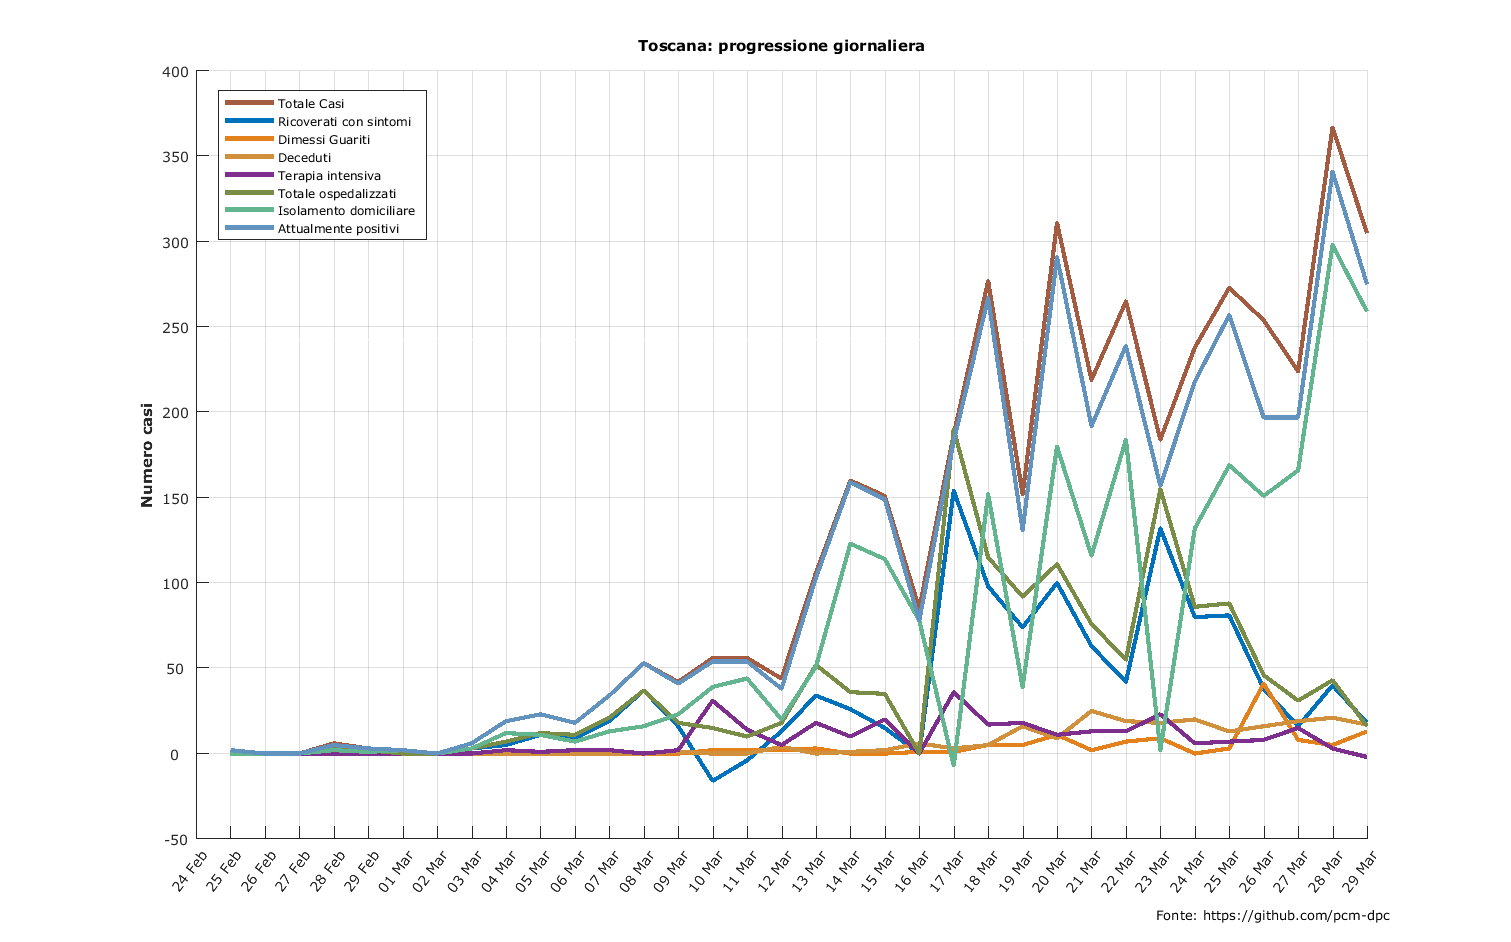 Toscana: progressione giornaliera
400
350
300
250
200
150
100
50
0
-50
Numero casi
Totale Casi
Ricoverati con sintomi
Dimessi Guariti
Deceduti
Terapia intensiva
Totale ospedalizzati
Isolamento domiciliare
Attualmente positivi
24 Feb
25 Feb
26 Feb
27 Feb
28 Feb
29 Feb
01 Mar
02 Mar
03 Mar
04 Mar
05 Mar
06 Mar
07 Mar
08 Mar
09 Mar
10 Mar
11 Mar
12 Mar
13 Mar
14 Mar
15 Mar
16 Mar
17 Mar
18 Mar
19 Mar
20 Mar
21 Mar
22 Mar
23 Mar
24 Mar
25 Mar
26 Mar
27 Mar
28 Mar
29 Mar
Fonte: https://github.com/pcm-dpc